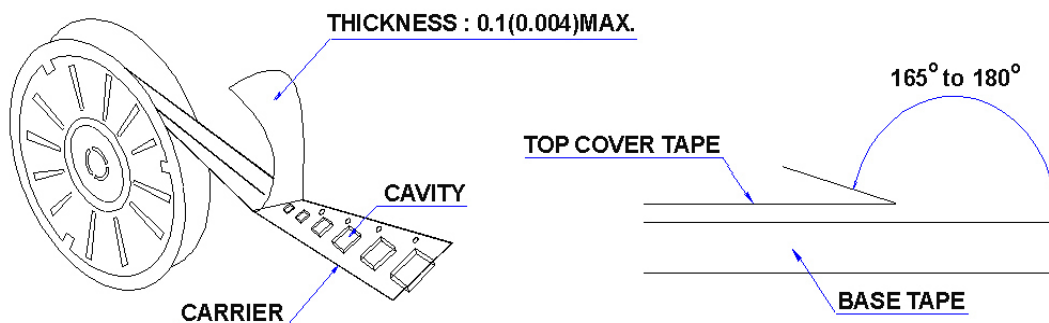 THICKNESS : 0.1(0.004)MAX.
CAVITY
CARRIER
165° to 180°
TOP COVER TAPE
BASE TAPE